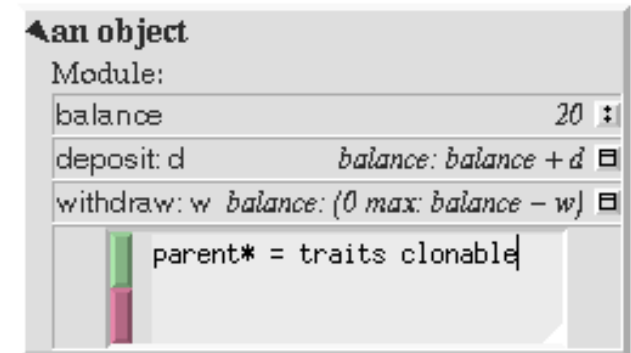 an object
Module:
balance 20
deposit: d balance: balance + d
withdraw: w balance: (0 max: balance – w)
parent* = traits clonable